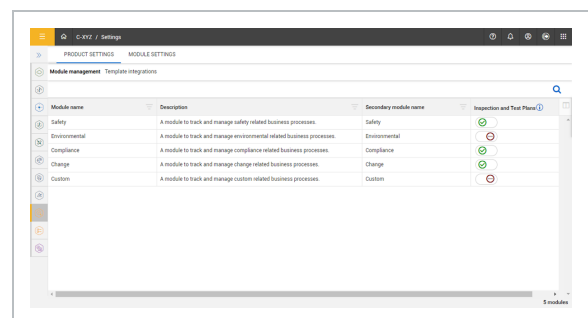 C-XYZ / Settings
PRODUCT SETTINGS MODULE SETTINGS
Module management Template integrations
Module name Description Secondary module name Inspection and Test Plans
Safety A module to track and manage safety related business processes. Safety
Environmental A module to track and manage environmental related business processes. Environmental
Compliance A module to track and manage compliance related business processes. Compliance
Change A module to track and manage change related business processes. Change
Custom A module to track and manage custom related business processes. Custom
5 modules